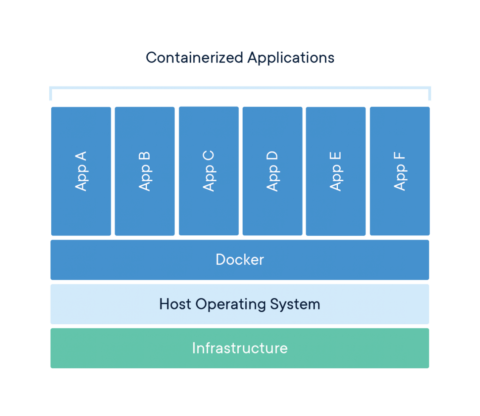 Containerized Applications
App A
App B
App C
App D
App E
App F
Docker
Host Operating System
Infrastructure